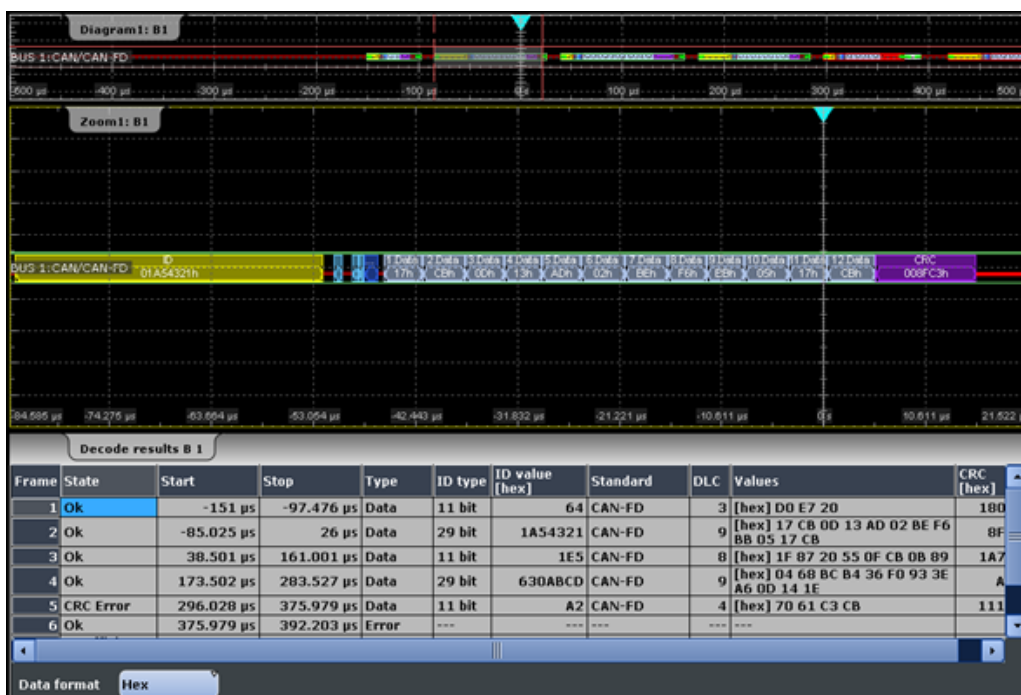 Diagram1: B1
BUS 1:CAN/CAN-FD
-400 µs -300 µs -200 µs -100 µs 0s 100 µs 200 µs 300 µs 400 µs
Zoom1: B1
ID 1.Data 2.Data 3.Data 4.Data 5.Data 6.Data 7.Data 8.Data 9.Data 10.Data 11.Data 12.Data CRC
BUS 1:CAN/CAN-FD 01A54321h 17h CBh 0Dh 13h ADh 02h BEh F6h 17h CBh 008FC3h
-84.585 µs -74.275 µs -63.664 µs -53.054 µs -42.443 µs -31.832 µs -21.221 µs -10.611 µs 0s 10.611 µs
Decode results B 1
Frame State Start Stop Type ID type ID value [hex] Standard DLC Values CRC [hex]
1 Ok -151 µs -97.476 µs Data 11 bit 64 CAN-FD 3 [hex] D0 E7 20 180
2 Ok -85.025 µs 26 µs Data 29 bit 1A54321 CAN-FD 9 [hex] 17 CB 0D 13 AD 02 BE F6 BB 05 17 CB 8F
3 Ok 38.501 µs 161.001 µs Data 11 bit 1E5 CAN-FD 8 [hex] 1F 87 20 55 0F CB 0B 89 1A7
4 Ok 173.502 µs 283.527 µs Data 29 bit 630ABCD CAN-FD 9 [hex] 04 68 BC B4 36 F0 93 3E A6 0D 14 1E A
5 CRC Error 296.028 µs 375.979 µs Data 11 bit A2 CAN-FD 4 [hex] 70 61 C3 CB 111
6 Ok 375.979 µs 392.203 µs Error --- --- --- --- ---
Data format Hex